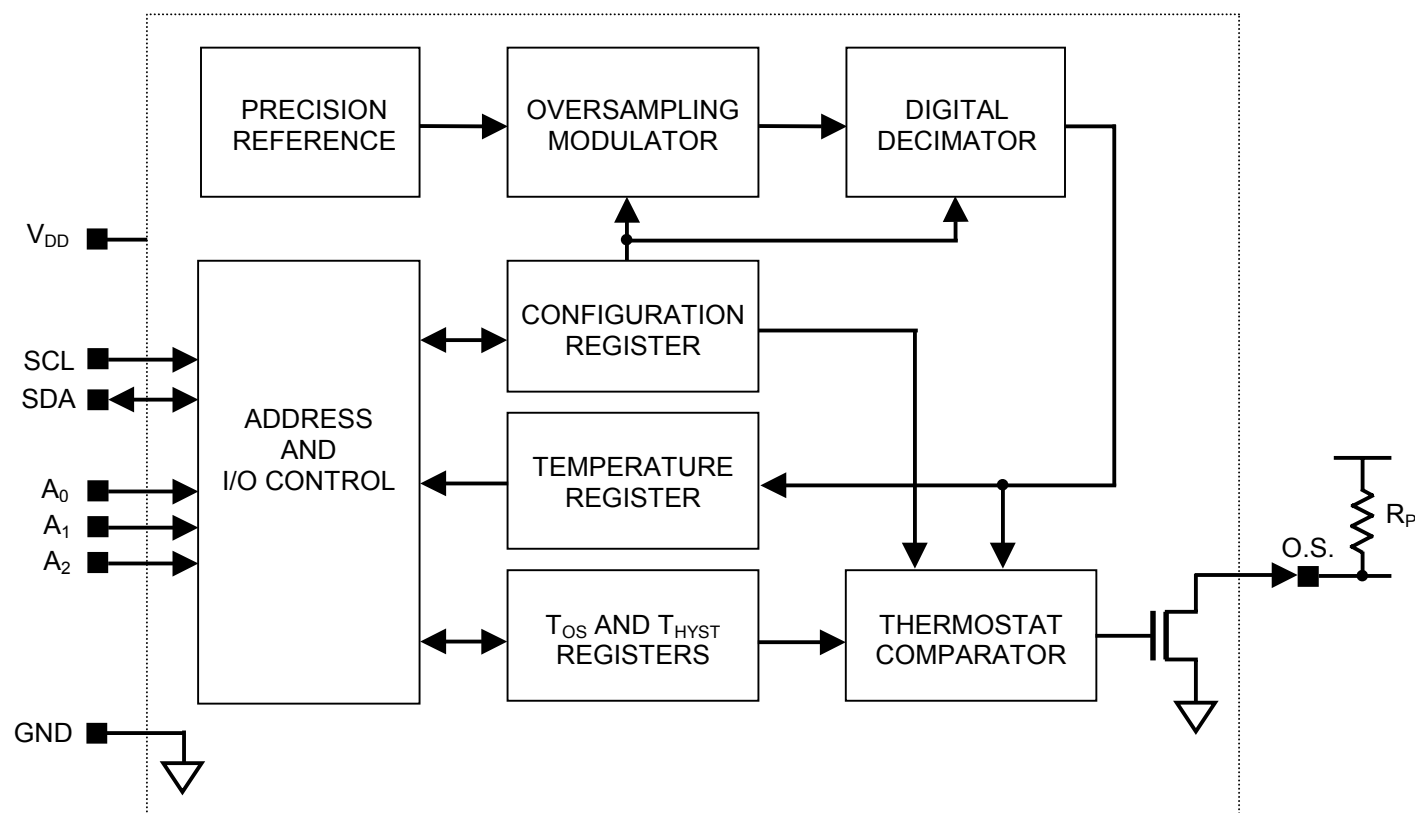 PRECISION
REFERENCE
OVERSAMPLING
MODULATOR
DIGITAL
DECIMATOR
VDD
SCL
SDA
A0
A1
A2
GND
ADDRESS
AND
I/O CONTROL
CONFIGURATION
REGISTER
TEMPERATURE
REGISTER
TOS AND THYST
REGISTERS
THERMOSTAT
COMPARATOR
O.S.
RP